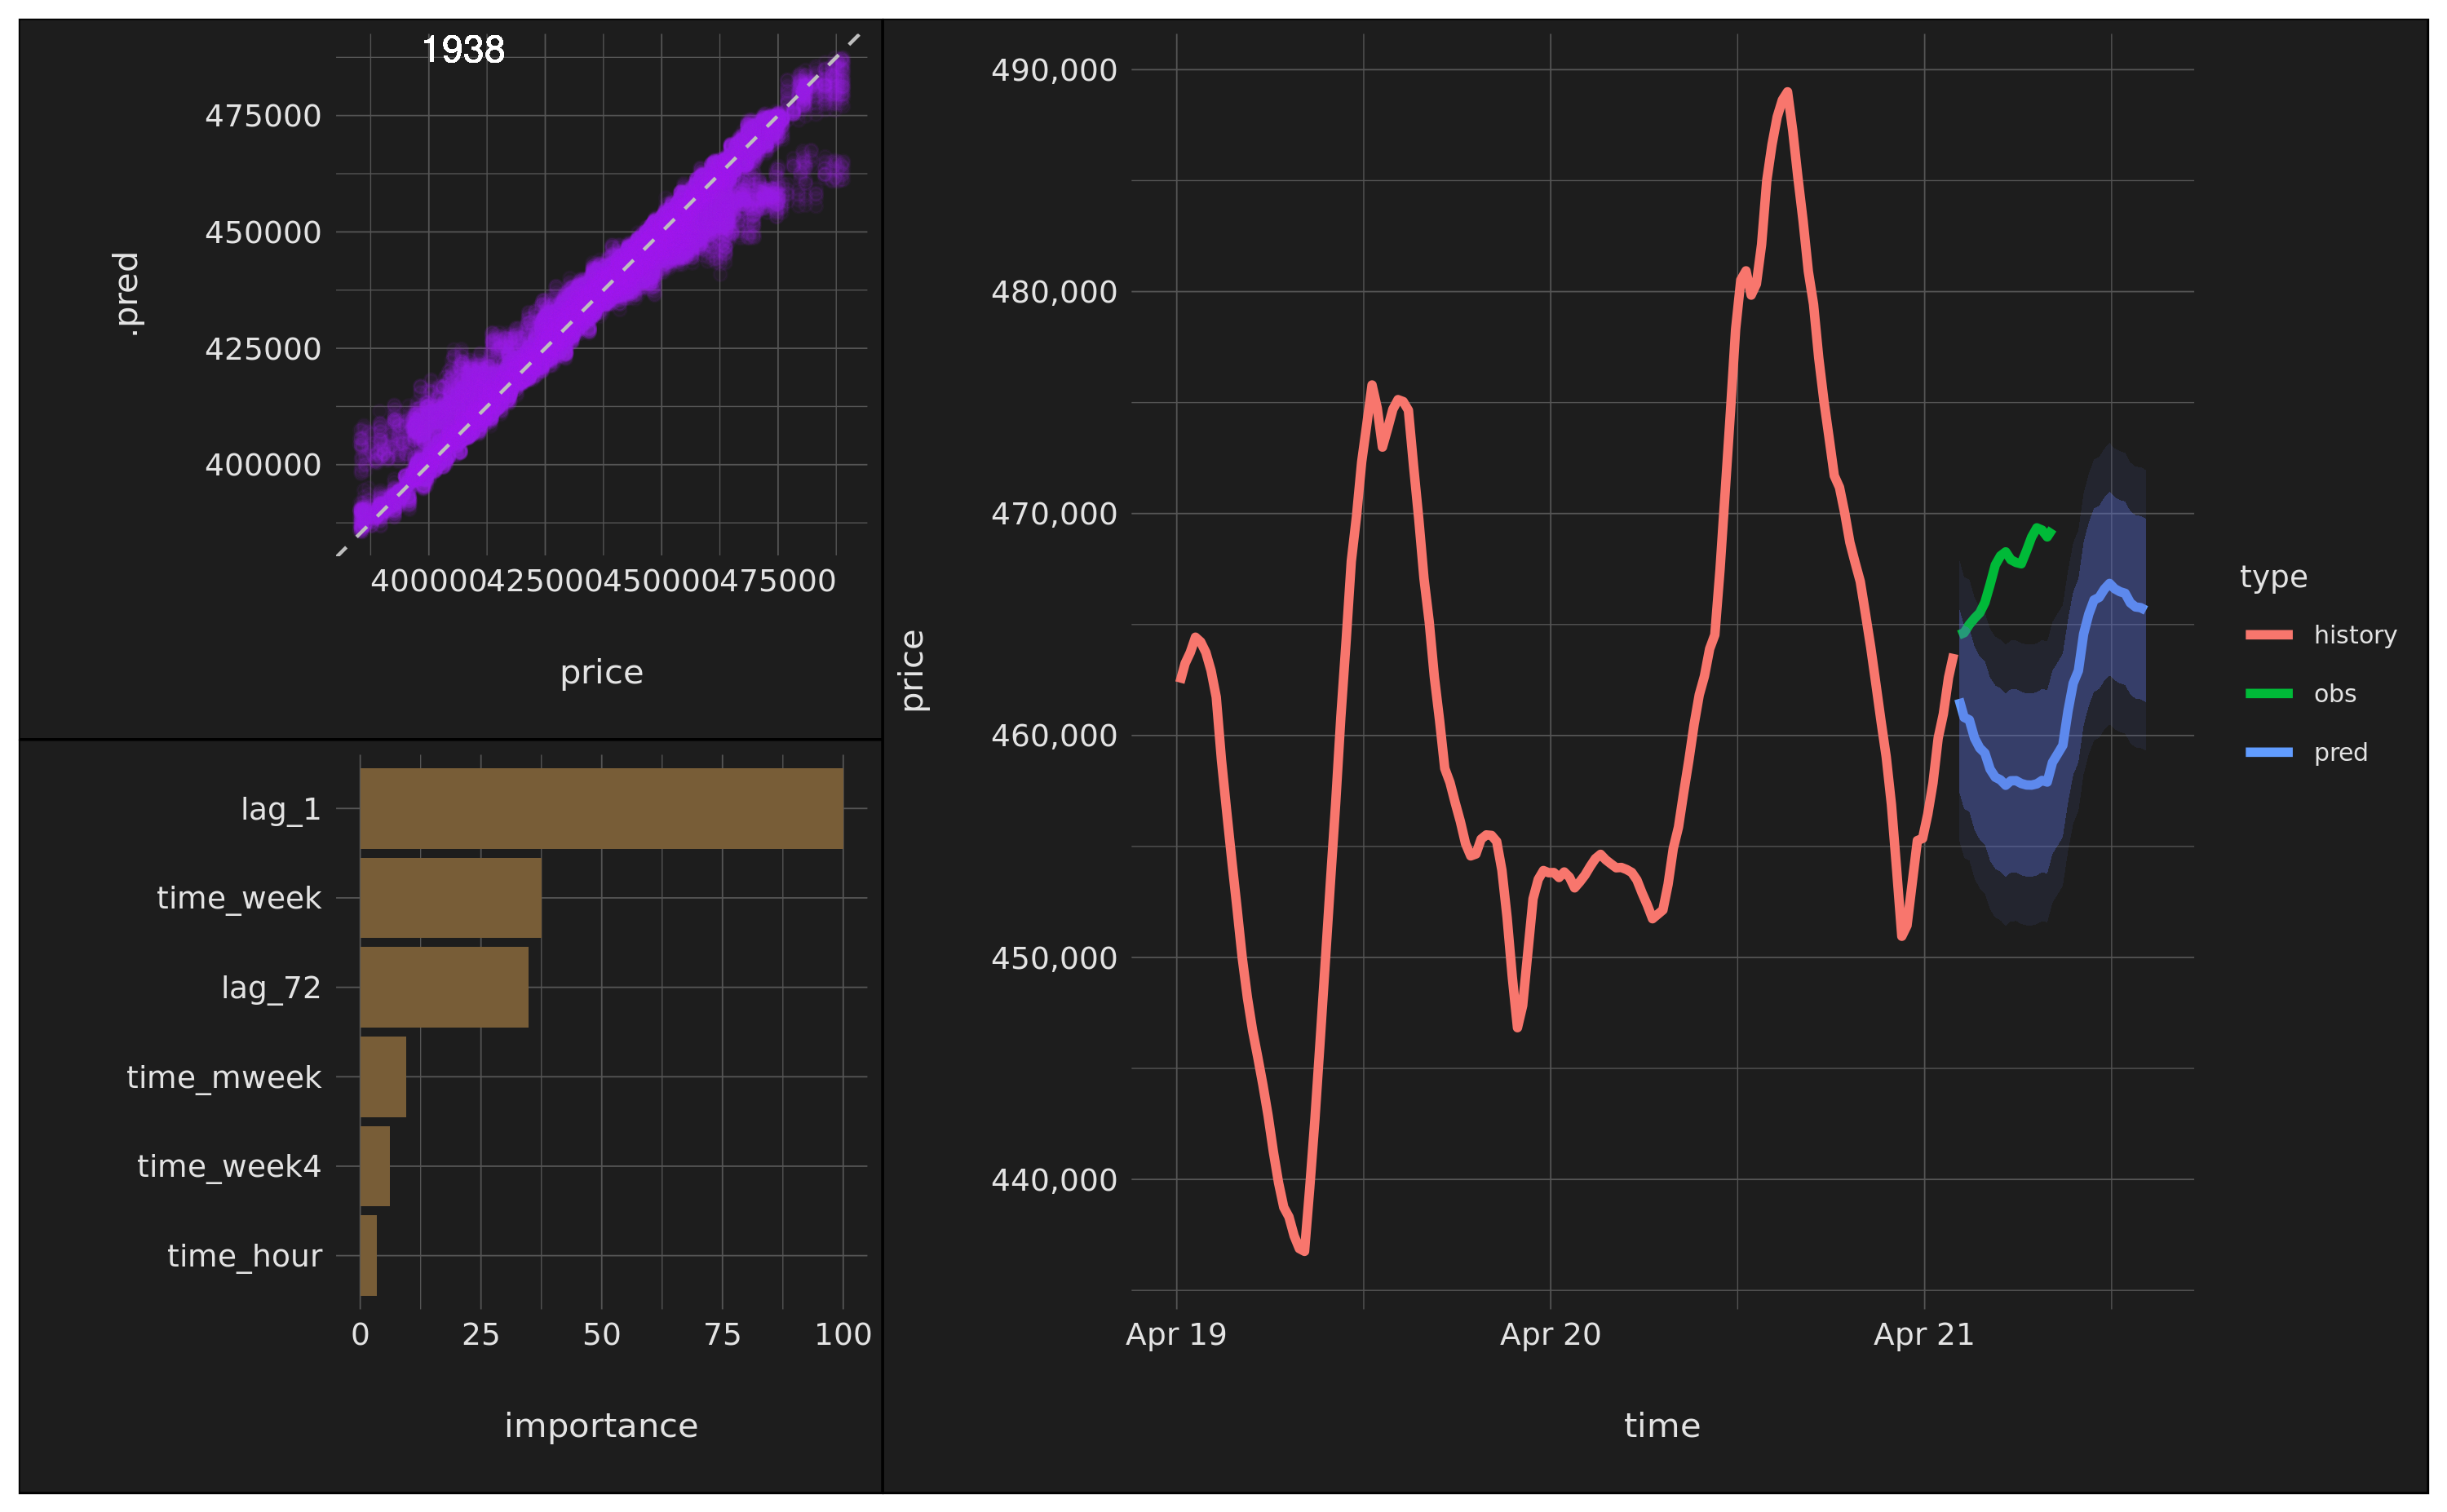 1938
475000
450000
425000
400000
.pred
400000425000450000475000
price
lag_1
time_week
lag_72
time_mweek
time_week4
time_hour
0 25 50 75 100
importance
490,000
480,000
470,000
460,000
450,000
440,000
price
Apr 19 Apr 20 Apr 21
time
type
history
obs
pred